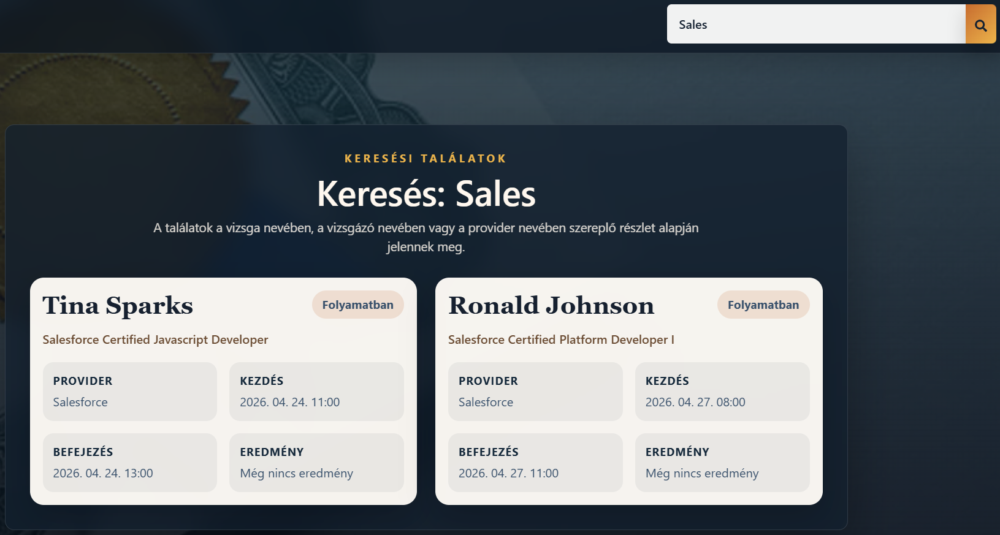 Sales
KERESÉSI TALÁLATOK
Keresés: Sales
A találatok a vizsga nevében, a vizsgázó nevében vagy a provider nevében szereplő részlet alapján
jelennek meg.
Tina Sparks
Folyamatban
Salesforce Certified Javascript Developer
PROVIDER
Salesforce
KEZDÉS
2026. 04. 24. 11:00
BEFEJEZÉS
2026. 04. 24. 13:00
EREDMÉNY
Még nincs eredmény
Ronald Johnson
Folyamatban
Salesforce Certified Platform Developer I
PROVIDER
Salesforce
KEZDÉS
2026. 04. 27. 08:00
BEFEJEZÉS
2026. 04. 27. 11:00
EREDMÉNY
Még nincs eredmény